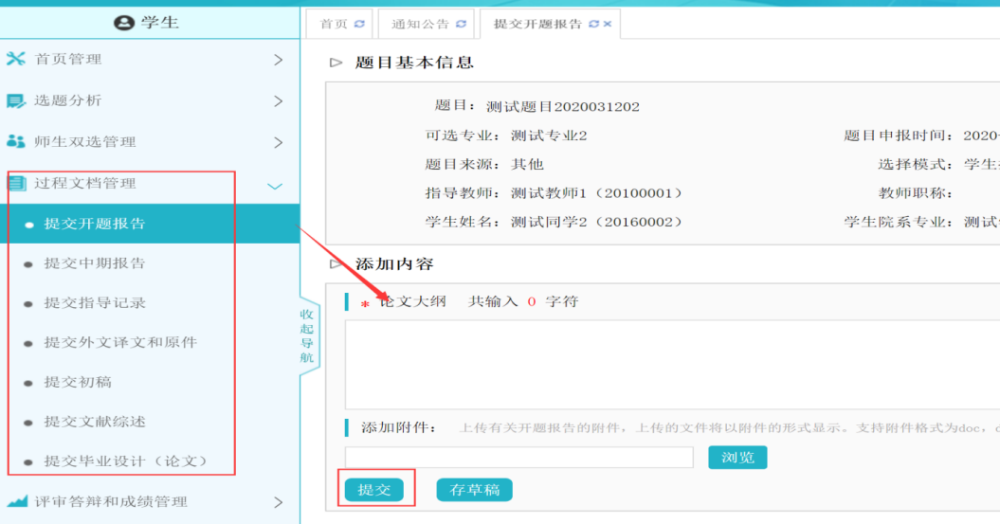 学生
首页管理
选题分析
师生双选管理
过程文档管理
提交开题报告
提交中期报告
提交指导记录
提交外文译文和原件
提交初稿
提交文献综述
提交毕业设计（论文）
评审答辩和成绩管理
收起导航
首页 通知公告 提交开题报告
题目基本信息
题目： 测试题目2020031202
可选专业： 测试专业2 题目申报时间： 2020-
题目来源： 其他 选择模式： 学生
指导教师： 测试教师1（20100001） 教师职称：
学生姓名： 测试同学2（20160002） 学生院系专业： 测试
添加内容
* 论文大纲 共输入 0 字符
添加附件： 上传有关开题报告的附件，上传的文件将以附件的形式显示。支持附件格式为doc，
浏览
提交 存草稿